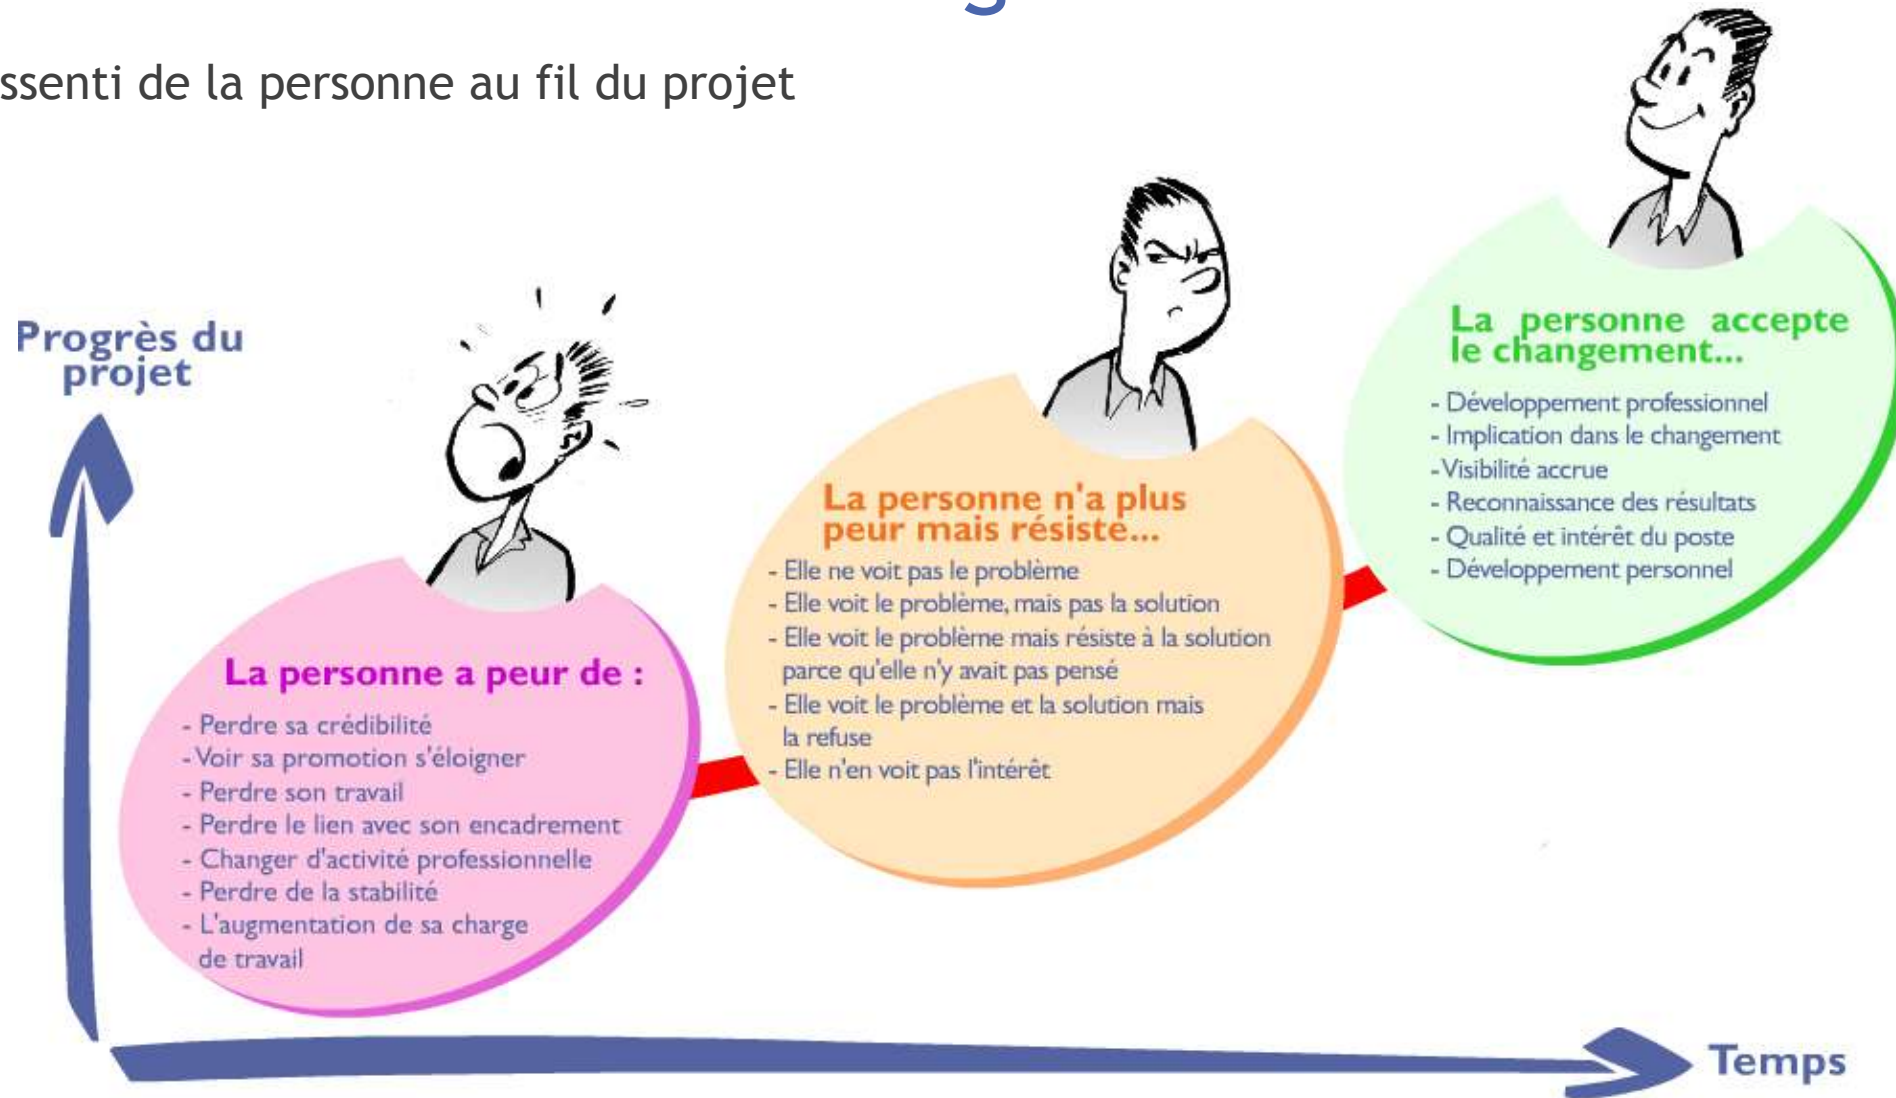 ssenti de la personne au fil du projet
Progrès du
projet
La personne a peur de :
- Perdre sa crédibilité
- Voir sa promotion s'éloigner
- Perdre son travail
- Perdre le lien avec son encadrement
- Changer d'activité professionnelle
- Perdre de la stabilité
- L'augmentation de sa charge
de travail
La personne n'a plus
peur mais résiste...
- Elle ne voit pas le problème
- Elle voit le problème, mais pas la solution
- Elle voit le problème mais résiste à la solution
parce qu'elle n'y avait pas pensé
- Elle voit le problème et la solution mais
la refuse
- Elle n'en voit pas l'intérêt
La personne accepte
le changement...
- Développement professionnel
- Implication dans le changement
- Visibilité accrue
- Reconnaissance des résultats
- Qualité et intérêt du poste
- Développement personnel
Temps